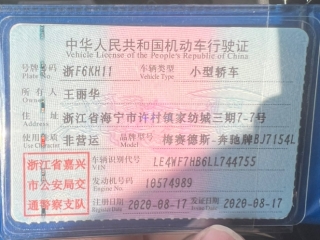 中华人民共和国机动车行驶证
Vehicle License of the People's Republic of China
号牌号码 浙F6KH11 车辆类型 小型轿车
Plate No. Vehicle Type
所有人 王丽华
住址 浙江省海宁市许村镇家纺城三期7-7号
使用性质 非营运 品牌型号 梅赛德斯-奔驰牌BJ7154L
Use Character
浙江省嘉兴市公安局交通警察支队
车辆识别代号 LE4WF7HB6LL744755
VIN
发动机号码 10574989
Engine No.
注册日期 2020-08-17 发证日期 2020-08-17